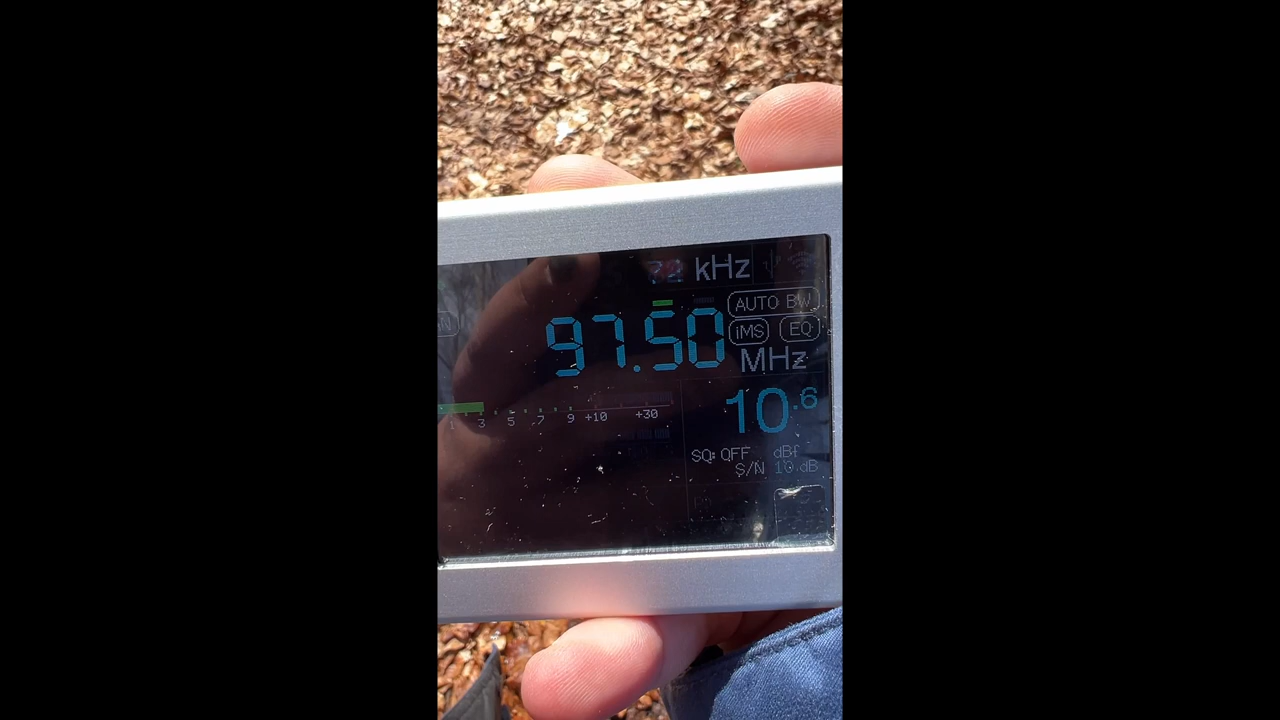 72 kHz
AUTO BW
97.50
iMS EQ
MHz
1 3 5 7 9 +10 +30
10.6
SQ: OFF dBf
S/N 10 dB